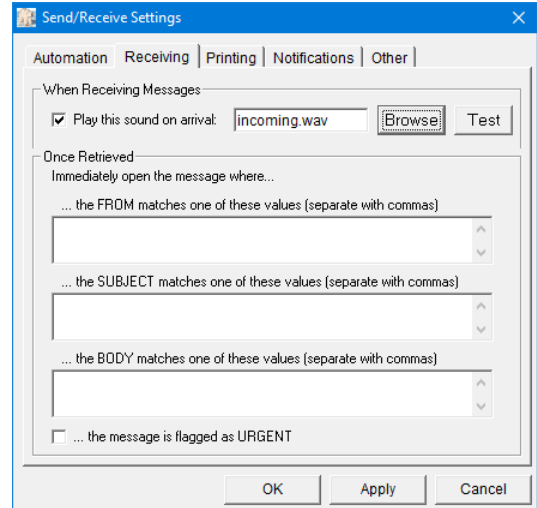 Send/Receive Settings
Automation Receiving Printing Notifications Other
When Receiving Messages
Play this sound on arrival: incoming.wav Browse Test
Once Retrieved
Immediately open the message where...
... the FROM matches one of these values (separate with commas)
... the SUBJECT matches one of these values (separate with commas)
... the BODY matches one of these values (separate with commas)
... the message is flagged as URGENT
OK Apply Cancel